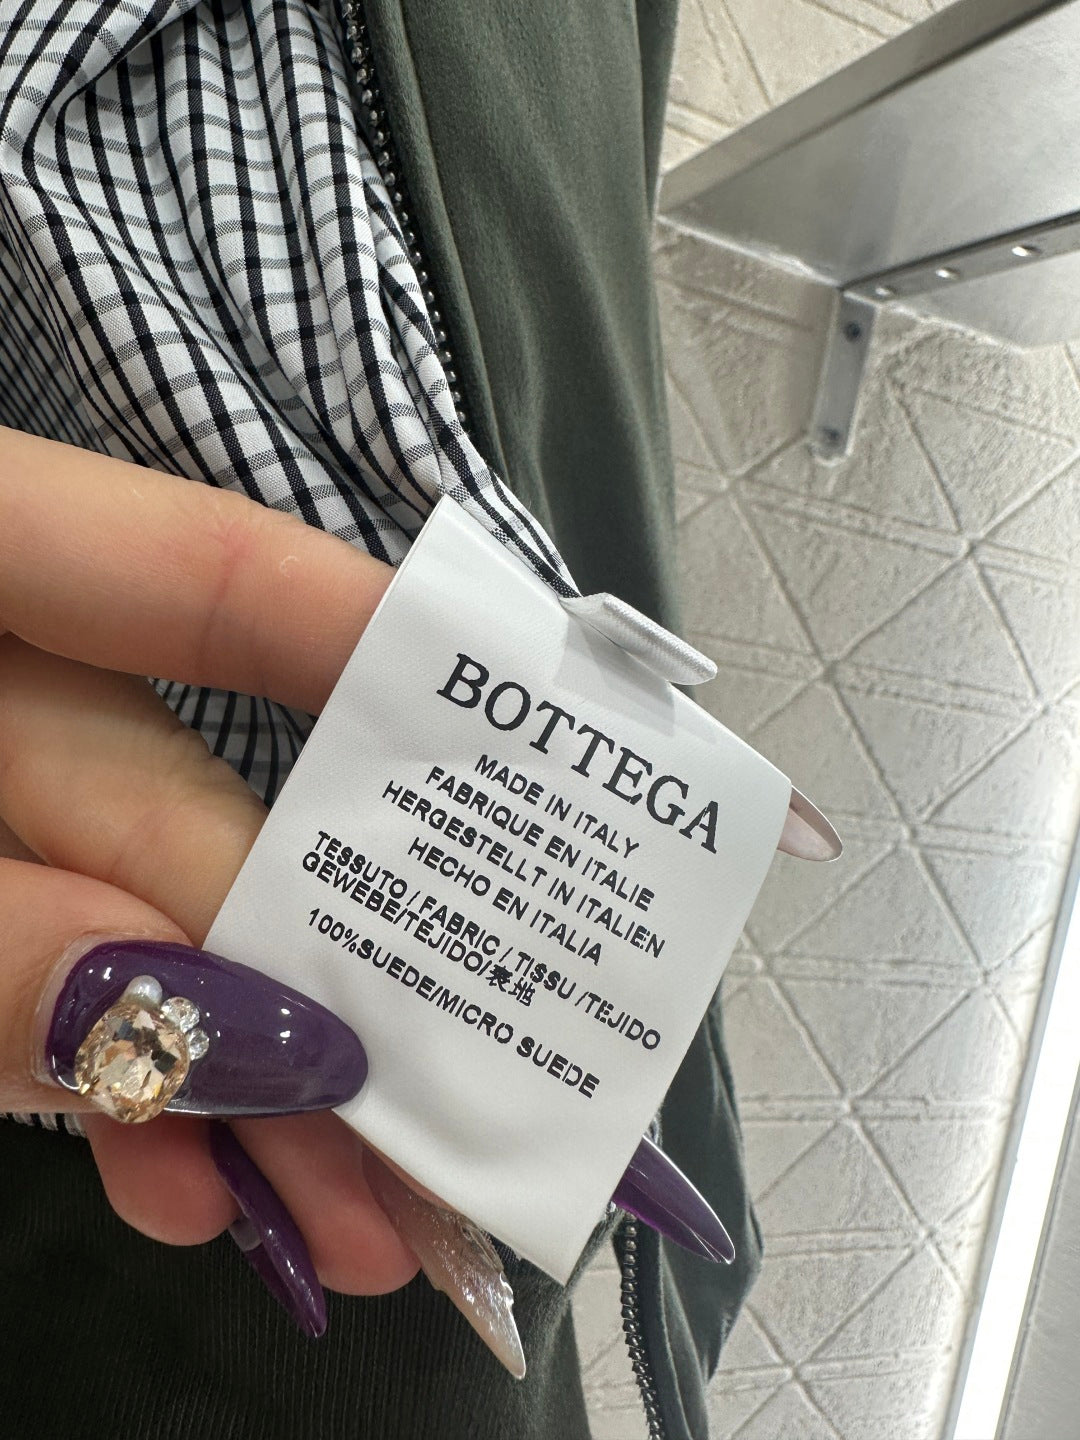 BOTTEGA
MADE IN ITALY
FABRIQUE EN ITALIE
HERGESTELLT IN ITALIEN
HECHO EN ITALIA
TESSUTO / FABRIC / TISSU /TEJIDO
GEWEBE/TEJIDO/表地
100%SUEDE/MICRO SUEDE